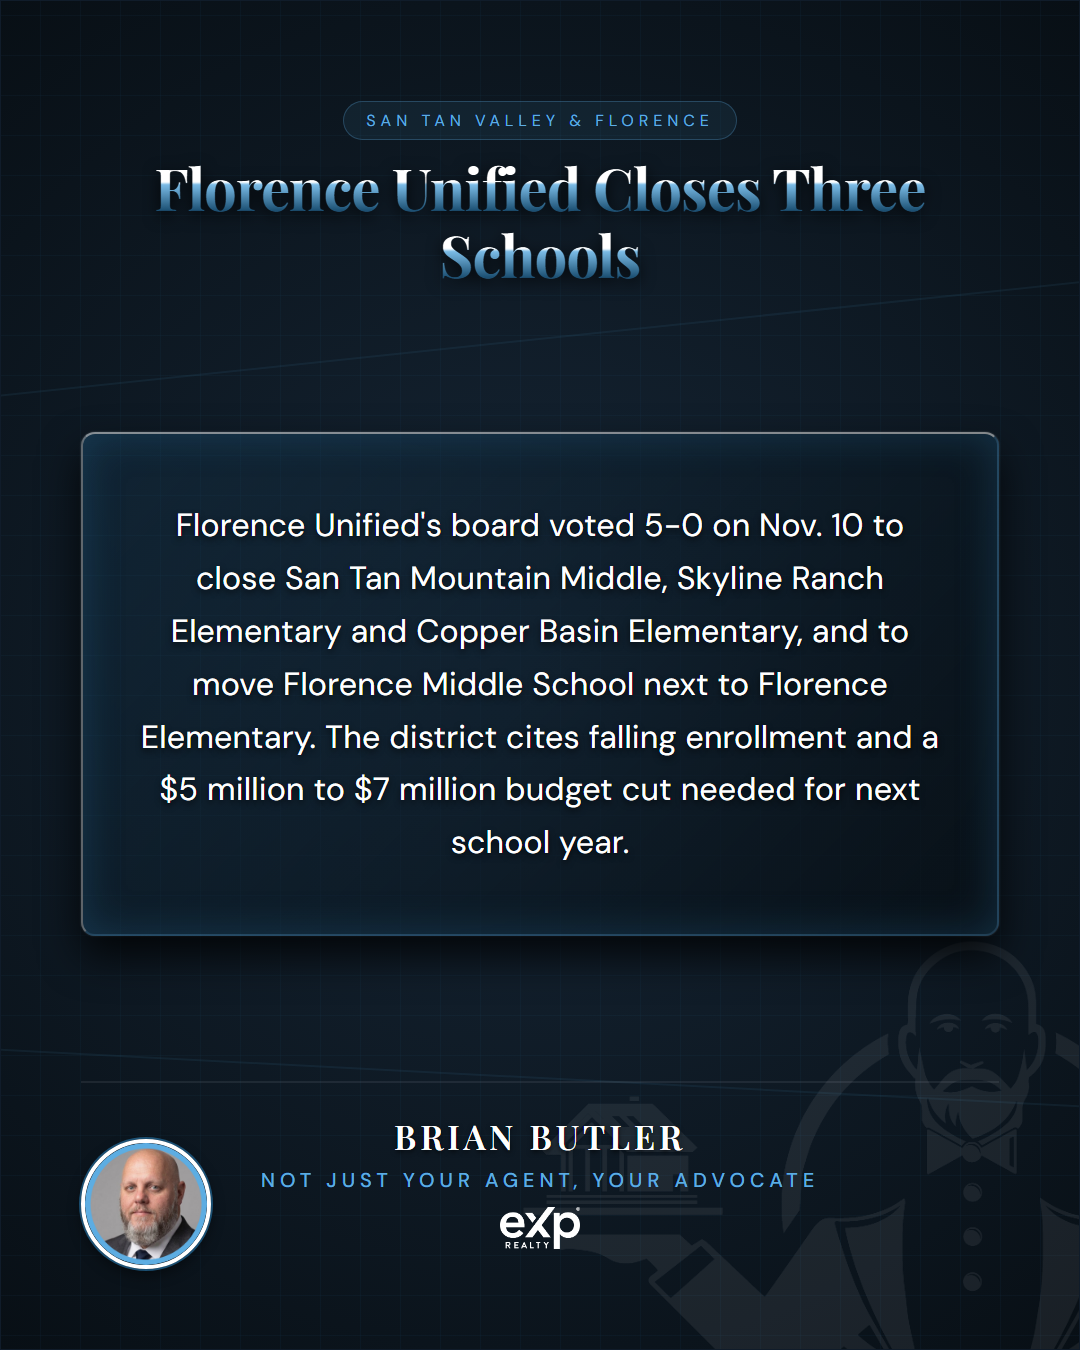 SAN TAN VALLEY & FLORENCE
Florence Unified Closes Three
Schools
Florence Unified's board voted 5-0 on Nov. 10 to
close San Tan Mountain Middle, Skyline Ranch
Elementary and Copper Basin Elementary, and to
move Florence Middle School next to Florence
Elementary. The district cites falling enrollment and a
$5 million to $7 million budget cut needed for next
school year.
BRIAN BUTLER
NOT JUST YOUR AGENT, YOUR ADVOCATE
eXp
REALTY